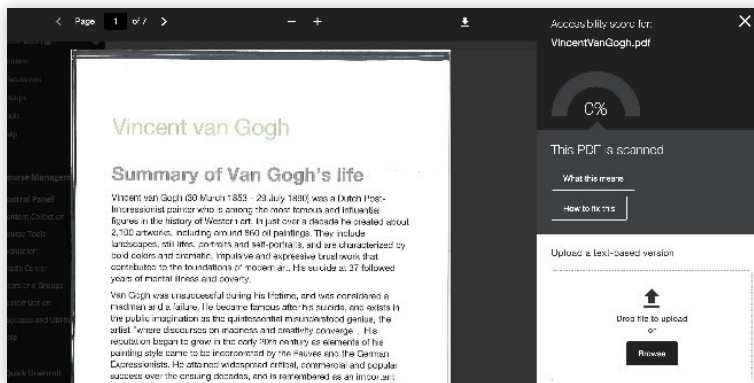 Page 1 of 7
Accessibility score for:
VincentVanGogh.pdf
0%
This PDF is scanned
What this means
How to fix this
Upload a text-based version
Drop file to upload
or
Browse
Vincent van Gogh
Summary of Van Gogh's life
Vincent van Gogh (30 March 1853 – 29 July 1890) was a Dutch Post-
Impressionist painter who is among the most famous and influential
figures in the history of Western art. In just over a decade he created about
2,100 artworks, including around 860 oil paintings. They include
landscapes, still lifes, portraits and self-portraits, and are characterized by
bold colors and dramatic, impulsive and expressive brushwork that
contributed to the foundations of modern art. His suicide at 37 followed
years of mental illness and poverty.
Van Gogh was unsuccessful during his lifetime, and was considered a
madman and a failure. He became famous after his suicide, and exists in
the public imagination as the quintessential misunderstood genius, the
artist "where discourses on madness and creativity converge". His
reputation began to grow in the early 20th century as elements of his
painting style came to be incorporated by the Fauves and the German
Expressionists. He attained widespread critical, commercial and popular
success over the ensuing decades, and is remembered as an important
Course Managem
Control Panel
Content Collection
Course Tools
Evaluation
Grade Center
Users and Groups
Customization
Packages and Utilitie
Help
Quick Unenroll